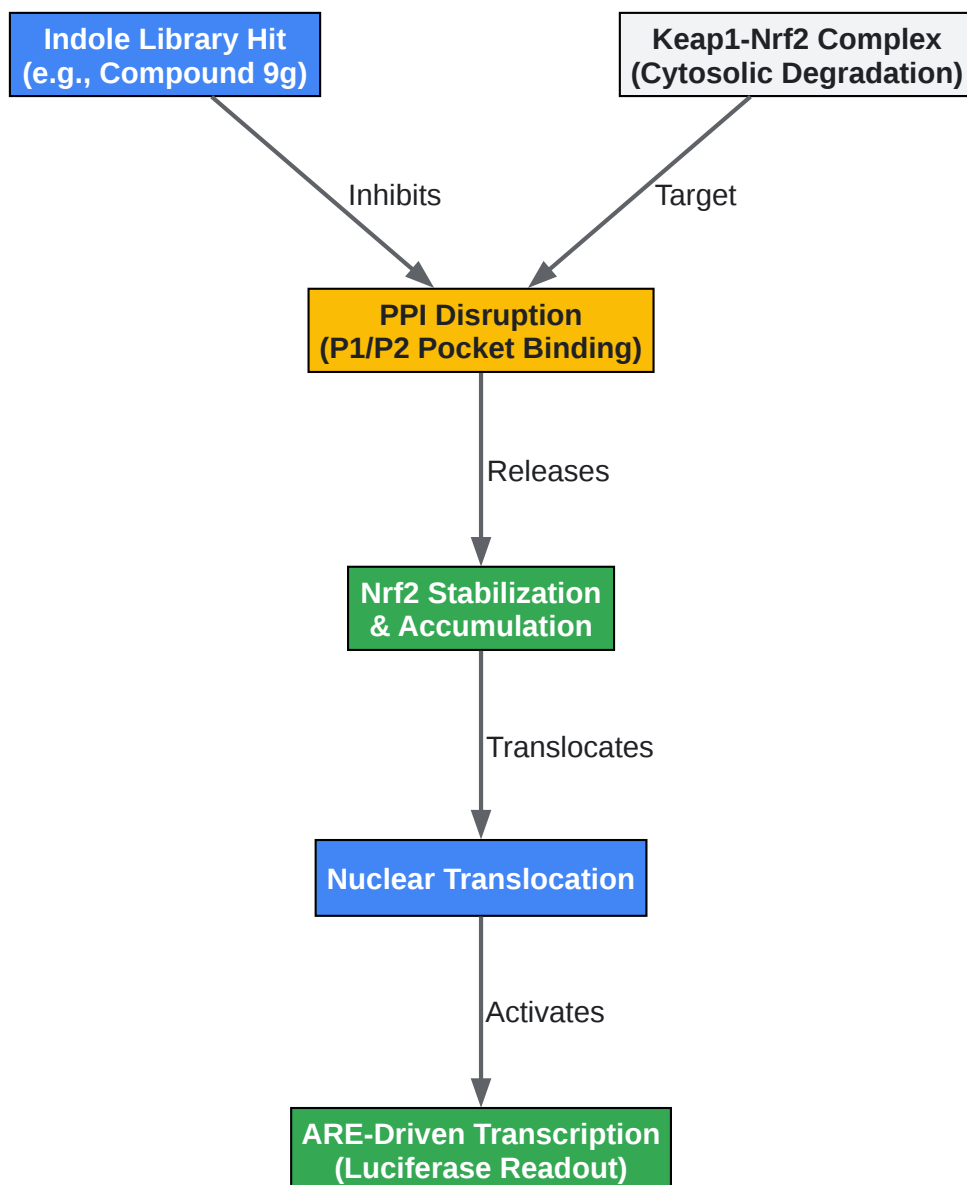 Indole Library Hit
(e.g., Compound 9g)
Keap1-Nrf2 Complex
(Cytosolic Degradation)
Inhibits
Target
PPI Disruption
(P1/P2 Pocket Binding)
Releases
Nrf2 Stabilization
& Accumulation
Translocates
Nuclear Translocation
Activates
ARE-Driven Transcription
(Luciferase Readout)